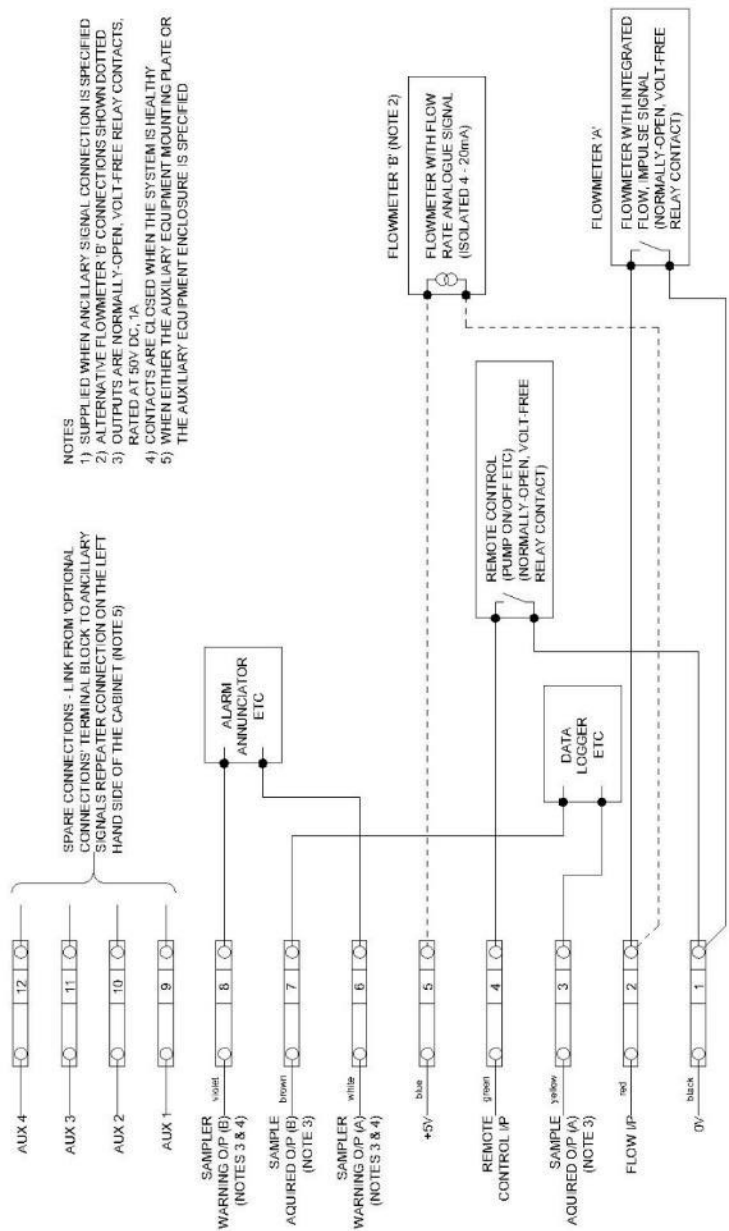 NOTES
1) SUPPLIED WHEN ANCILLARY SIGNAL CONNECTION IS SPECIFIED
2) ALTERNATIVE FLOWMETER 'B' CONNECTIONS SHOWN DOTTED
3) OUTPUTS ARE NORMALLY-OPEN, VOLT-FREE RELAY CONTACTS,
RATED AT 50V DC, 1A
4) CONTACTS ARE CLOSED WHEN THE SYSTEM IS HEALTHY
5) WHEN EITHER THE AUXILIARY EQUIPMENT MOUNTING PLATE OR
THE AUXILIARY EQUIPMENT ENCLOSURE IS SPECIFIED
SPARE CONNECTIONS - LINK FROM 'OPTIONAL
CONNECTIONS' TERMINAL BLOCK TO ANCILLARY
SIGNALS REPEATER CONNECTION ON THE LEFT
HAND SIDE OF THE CABINET (NOTE 5)
AUX 4
12
AUX 3
11
AUX 2
10
AUX 1
9
SAMPLER
WARNING O/P (B)
(NOTES 3 & 4)
violet
8
ALARM
ANNUNCIATOR
ETC
SAMPLE
AQUIRED O/P (B)
(NOTE 3)
brown
7
SAMPLER
WARNING O/P (A)
(NOTES 3 & 4)
white
6
+5V
blue
5
FLOWMETER 'B' (NOTE 2)
FLOWMETER WITH FLOW
RATE ANALOGUE SIGNAL
(ISOLATED 4 - 20mA)
REMOTE
CONTROL I/P
green
4
REMOTE CONTROL
(PUMP ON/OFF ETC)
(NORMALLY-OPEN, VOLT-FREE
RELAY CONTACT)
SAMPLE
AQUIRED O/P (A)
(NOTE 3)
yellow
3
DATA
LOGGER
ETC
FLOW I/P
red
2
FLOWMETER 'A'
FLOWMETER WITH INTEGRATED
FLOW, IMPULSE SIGNAL
(NORMALLY-OPEN, VOLT-FREE
RELAY CONTACT)
0V
black
1